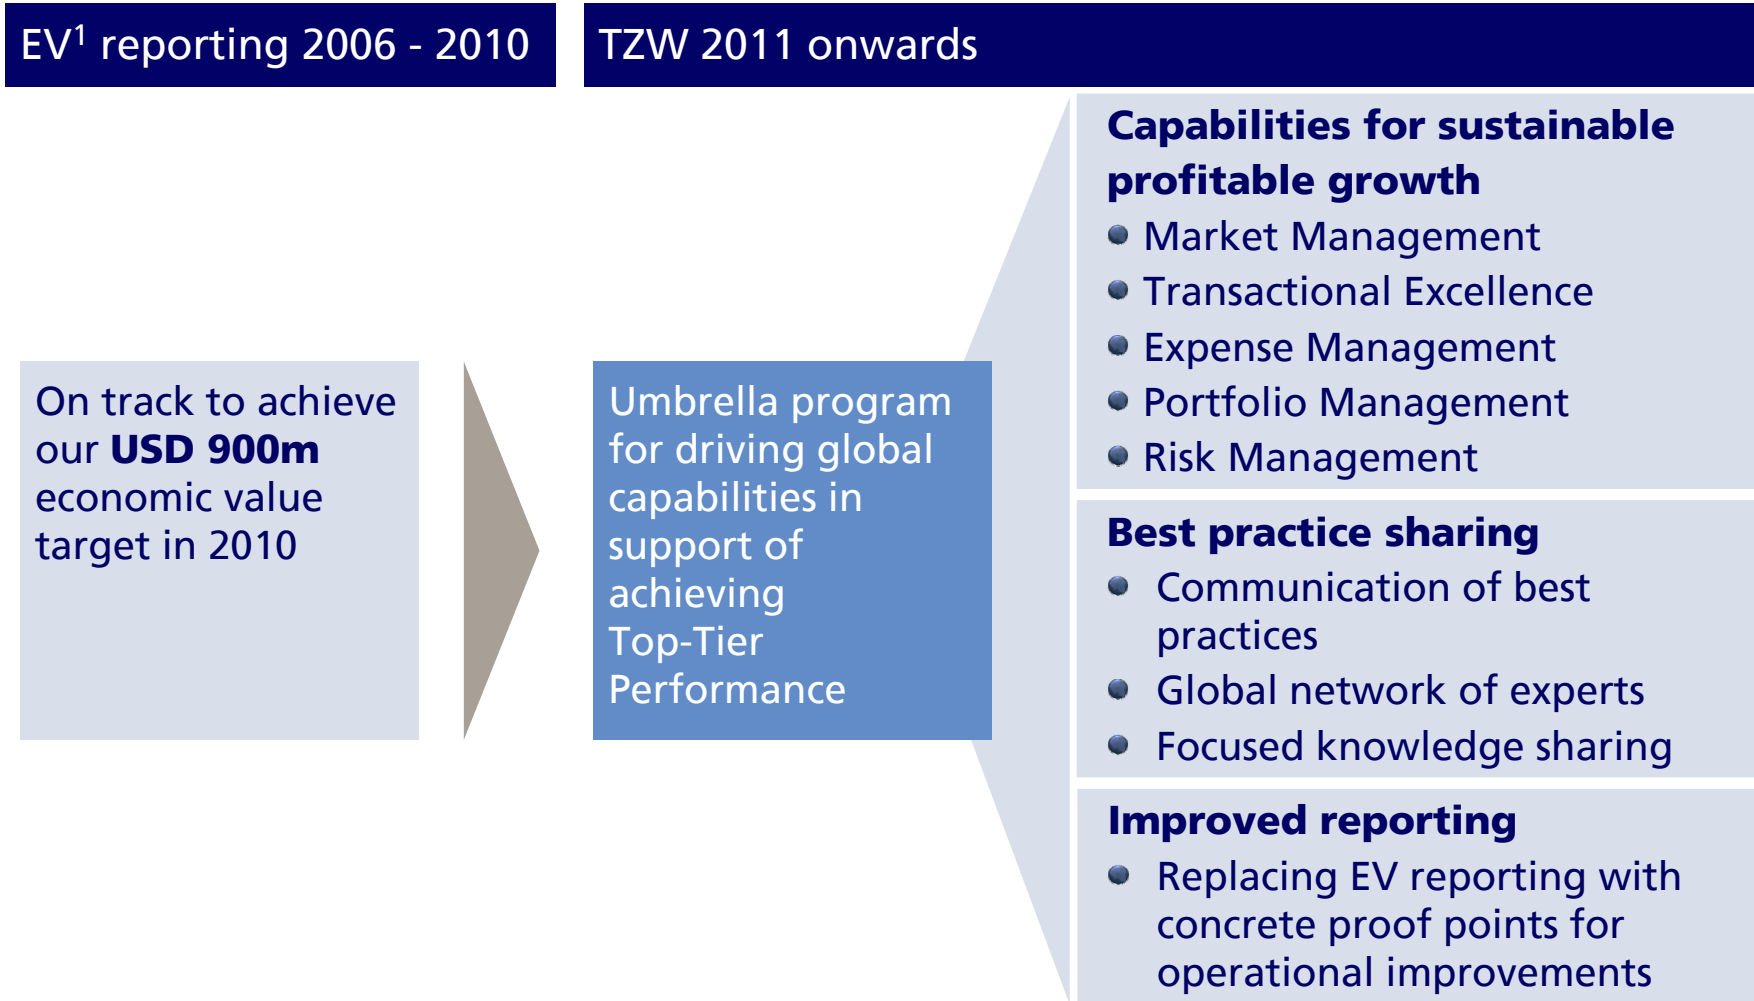 EV¹ reporting 2006 - 2010
TZW 2011 onwards
On track to achieve
our USD 900m
economic value
target in 2010
Umbrella program
for driving global
capabilities in
support of
achieving
Top-Tier
Performance
Capabilities for sustainable
profitable growth
Market Management
Transactional Excellence
Expense Management
Portfolio Management
Risk Management
Best practice sharing
Communication of best
practices
Global network of experts
Focused knowledge sharing
Improved reporting
Replacing EV reporting with
concrete proof points for
operational improvements